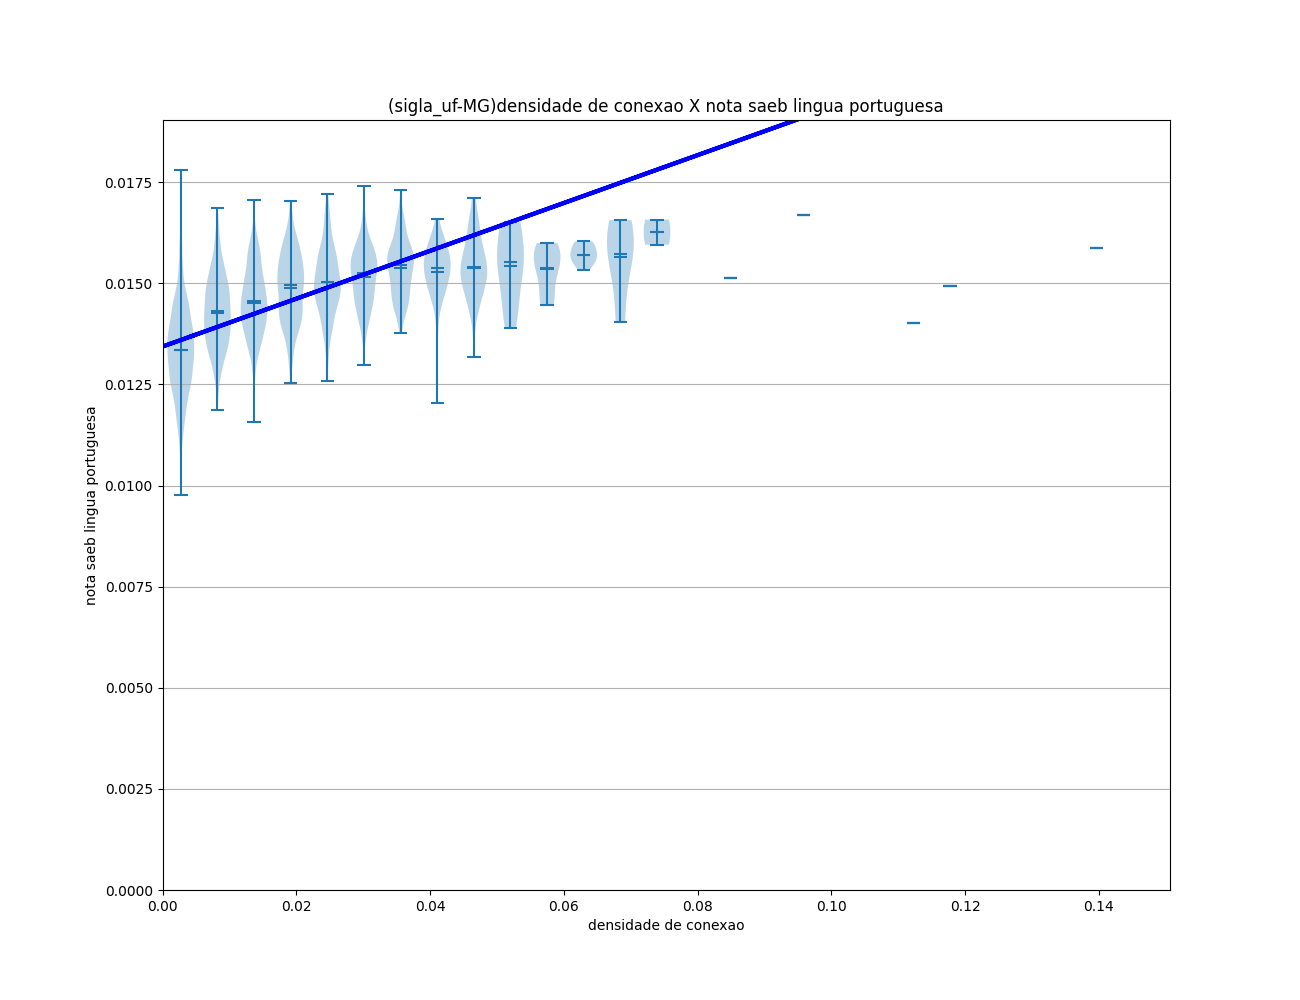 (sigla_uf-MG)densidade de conexao X nota saeb lingua portuguesa
nota saeb lingua portuguesa
0.0175
0.0150
0.0125
0.0100
0.0075
0.0050
0.0025
0.0000
0.00 0.02 0.04 0.06 0.08 0.10 0.12 0.14
densidade de conexao